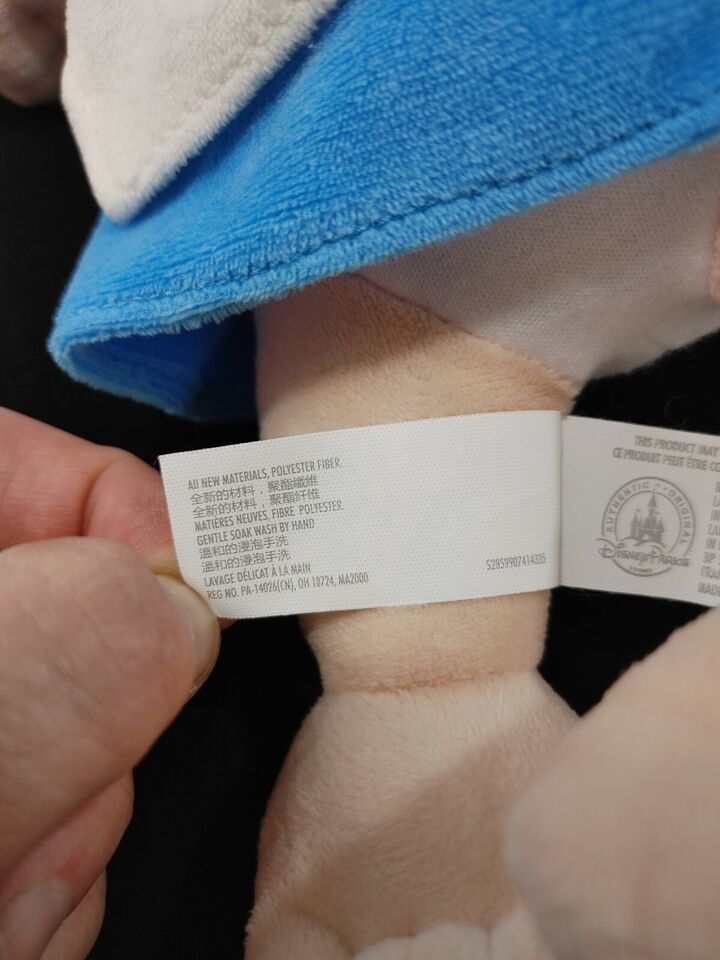 All NEW MATERIALS, POLYESTER FIBER.
全新的材料，聚酯纖維
全新的材料，聚酯纤维
MATIÈRES NEUVES, FIBRE POLYESTER.
GENTLE SOAK WASH BY HAND
溫和的浸泡手洗
温和的浸泡手洗
LAVAGE DÉLICAT À LA MAIN
REG NO. PA-14026(CN), OH 18724, MA2000
S2859907414335
THIS PRODUCT MAY
CE PRODUIT PEUT ÊTRE CO
AUTHENTIC ORIGINAL
DISNEY PARKS